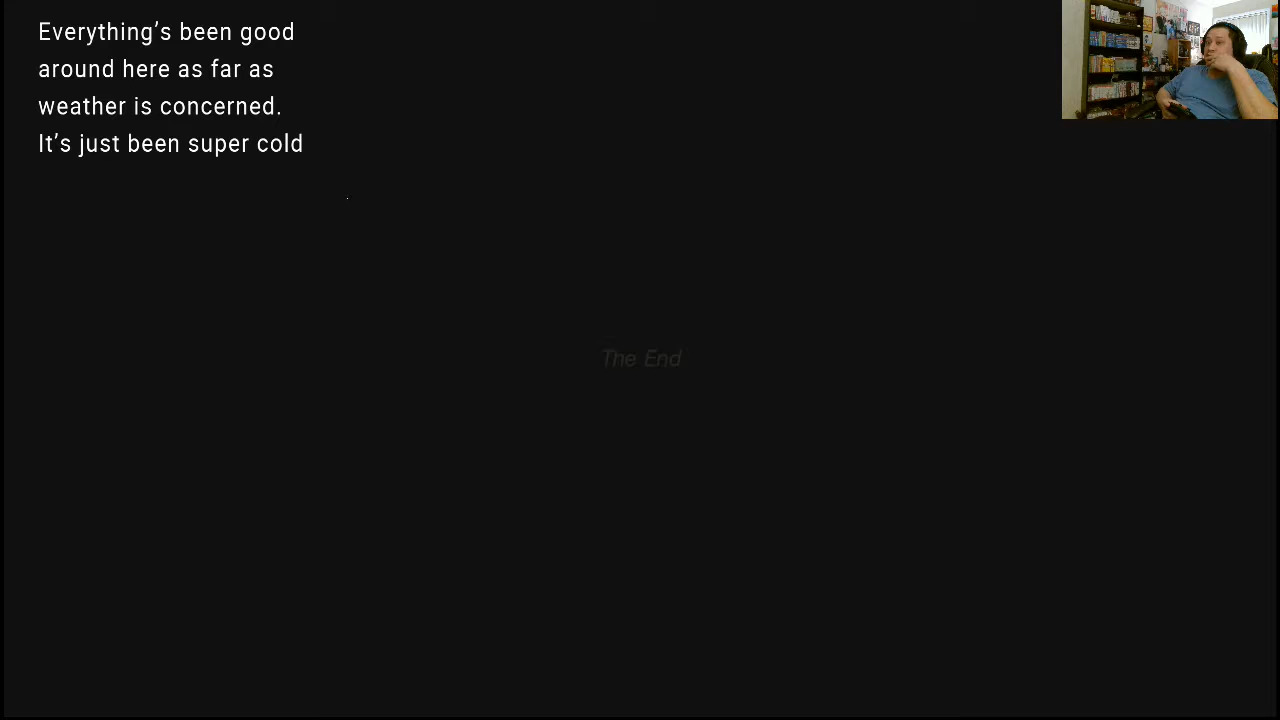 Everything’s been good
around here as far as
weather is concerned.
It’s just been super cold
The End